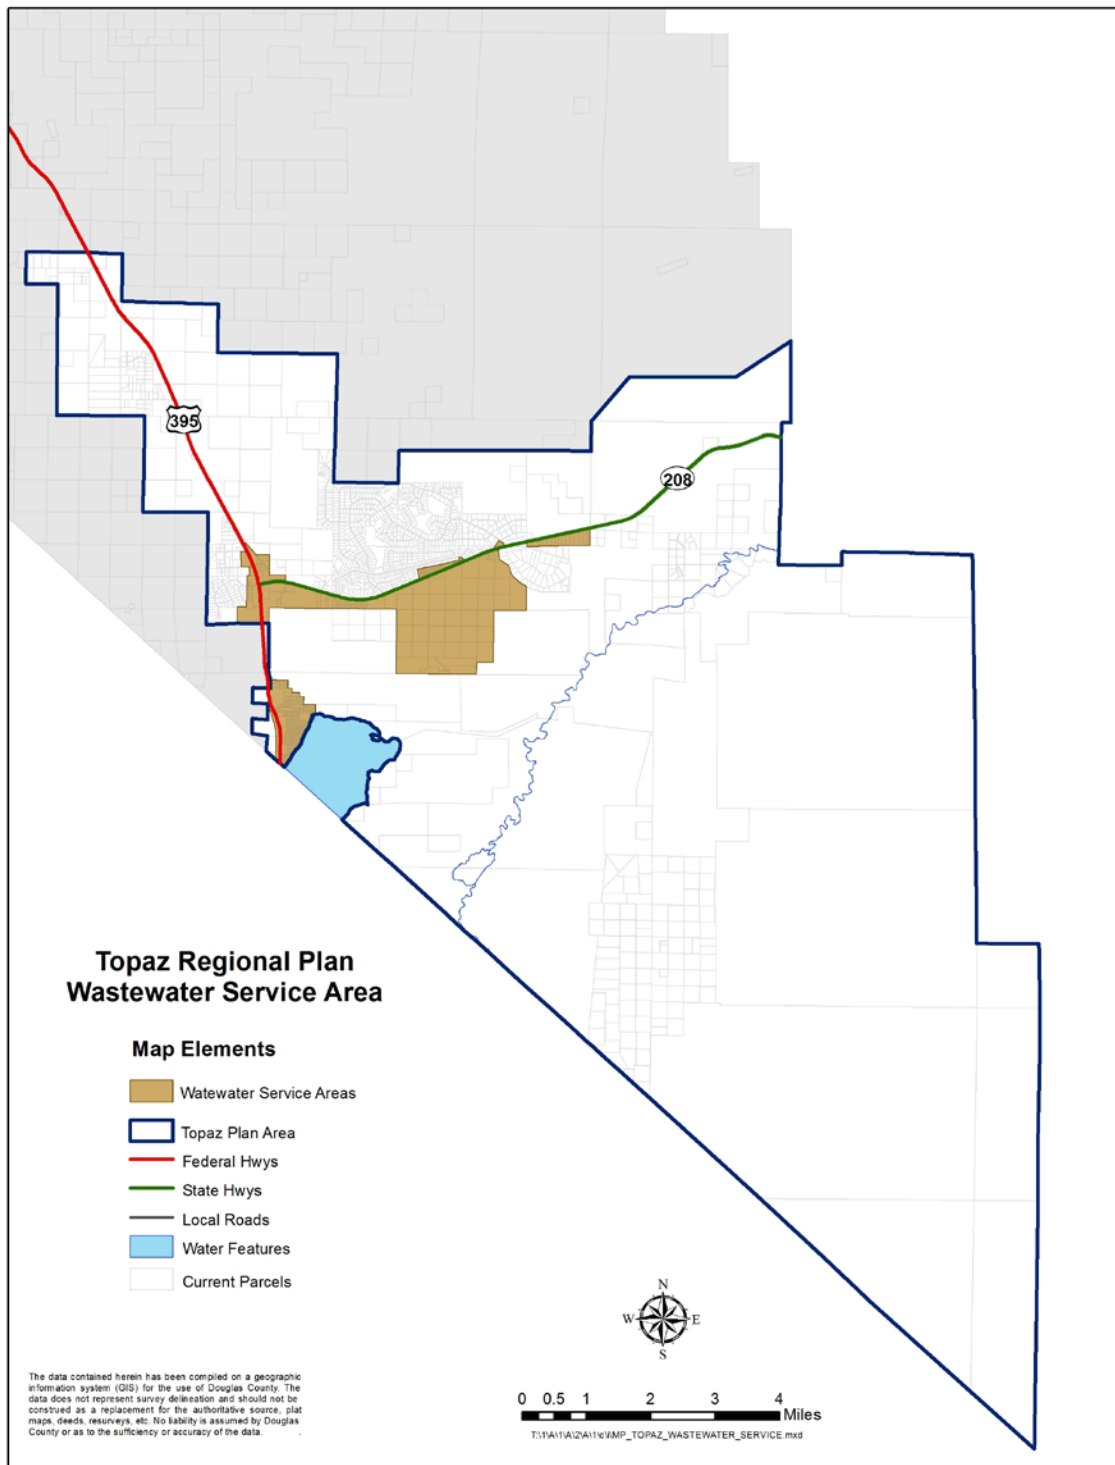 395
208
Topaz Regional Plan
Wastewater Service Area
Map Elements
Watewater Service Areas
Topaz Plan Area
Federal Hwys
State Hwys
Local Roads
Water Features
Current Parcels
N
W E
S
0 0.5 1 2 3 4
Miles
The data contained herein has been compiled on a geographic
information system (GIS) for the use of Douglas County. The
data does not represent survey delineation and should not be
construed as a replacement for the authoritative source, plat
maps, deeds, resurveys, etc. No liability is assumed by Douglas
County or as to the sufficiency or accuracy of the data.